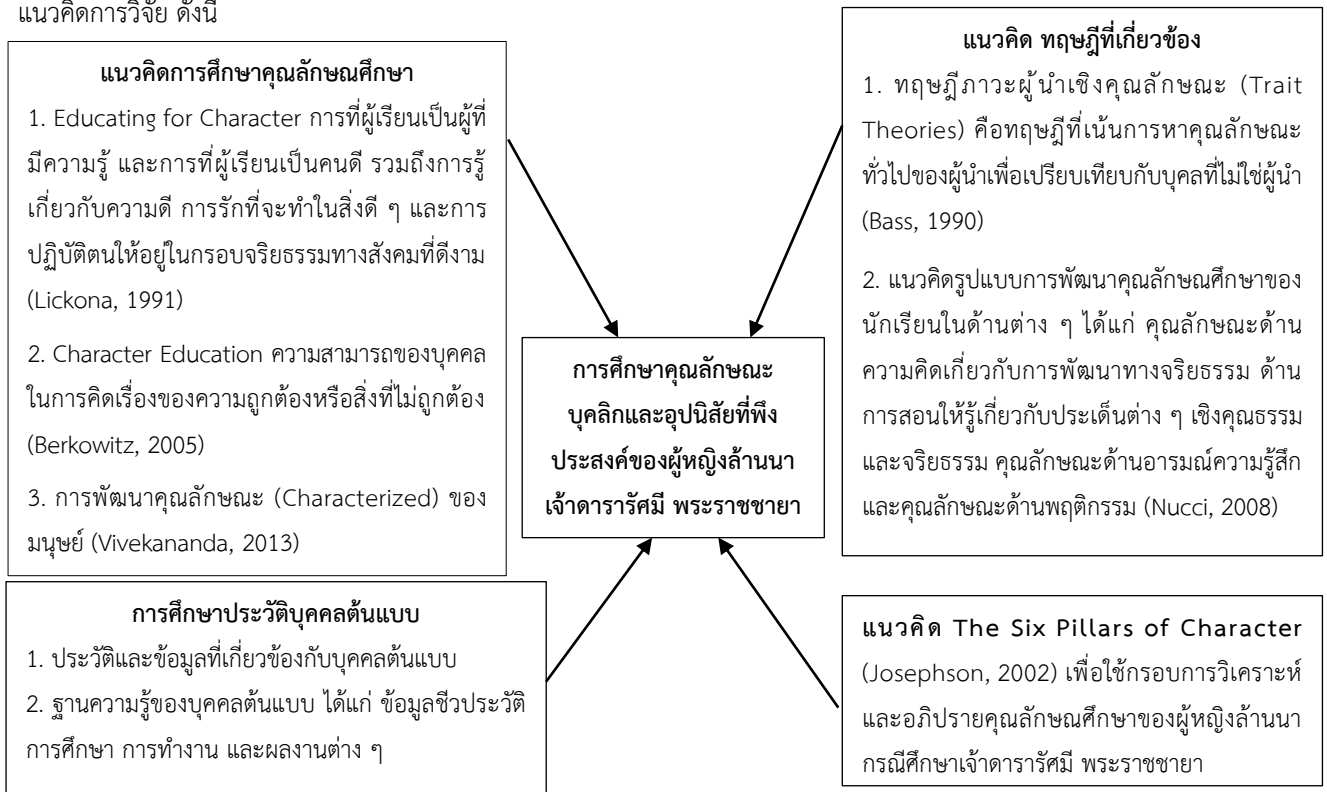 แนวคิดการวิจัย ดังนี้
แนวคิดการศึกษาคุณลักษณศึกษา
1. Educating for Character การที่ผู้เรียนเป็นผู้ที่
มีความรู้ และการที่ผู้เรียนเป็นคนดี รวมถึงการรู้
เกี่ยวกับความดี การรักที่จะทำในสิ่งดี ๆ และการ
ปฏิบัติตนให้อยู่ในกรอบจริยธรรมทางสังคมที่ดีงาม
(Lickona, 1991)
2. Character Education ความสามารถของบุคคล
ในการคิดเรื่องของความถูกต้องหรือสิ่งที่ไม่ถูกต้อง
(Berkowitz, 2005)
3. การพัฒนาคุณลักษณะ (Characterized) ของ
มนุษย์ (Vivekananda, 2013)
แนวคิด ทฤษฎีที่เกี่ยวข้อง
1. ทฤษฎีภาวะผู้นำเชิงคุณลักษณะ (Trait
Theories) คือทฤษฎีที่เน้นการหาคุณลักษณะ
ทั่วไปของผู้นำเพื่อเปรียบเทียบกับบุคลที่ไม่ใช่ผู้นำ
(Bass, 1990)
2. แนวคิดรูปแบบการพัฒนาคุณลักษณศึกษาของ
นักเรียนในด้านต่าง ๆ ได้แก่ คุณลักษณะด้าน
ความคิดเกี่ยวกับการพัฒนาทางจริยธรรม ด้าน
การสอนให้รู้เกี่ยวกับประเด็นต่าง ๆ เชิงคุณธรรม
และจริยธรรม คุณลักษณะด้านอารมณ์ความรู้สึก
และคุณลักษณะด้านพฤติกรรม (Nucci, 2008)
การศึกษาคุณลักษณะ
บุคลิกและอุปนิสัยที่พึง
ประสงค์ของผู้หญิงล้านนา
เจ้าดารารัศมี พระราชชายา
การศึกษาประวัติบุคคลต้นแบบ
1. ประวัติและข้อมูลที่เกี่ยวข้องกับบุคคลต้นแบบ
2. ฐานความรู้ของบุคคลต้นแบบ ได้แก่ ข้อมูลชีวประวัติ
การศึกษา การทำงาน และผลงานต่าง ๆ
แนวคิด The Six Pillars of Character
(Josephson, 2002) เพื่อใช้กรอบการวิเคราะห์
และอภิปรายคุณลักษณศึกษาของผู้หญิงล้านนา
กรณีศึกษาเจ้าดารารัศมี พระราชชายา